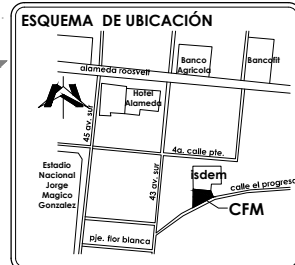 ESQUEMA DE UBICACIÓN
Banco
Agricola
Bancofit
alameda roosvelt
Hotel
Alameda
45 av. sur
4a. calle pte.
Estadio
Nacional
Jorge
Magico
Gonzalez
43 av. sur
isdem
calle el progreso
CFM
pje. flor blanca